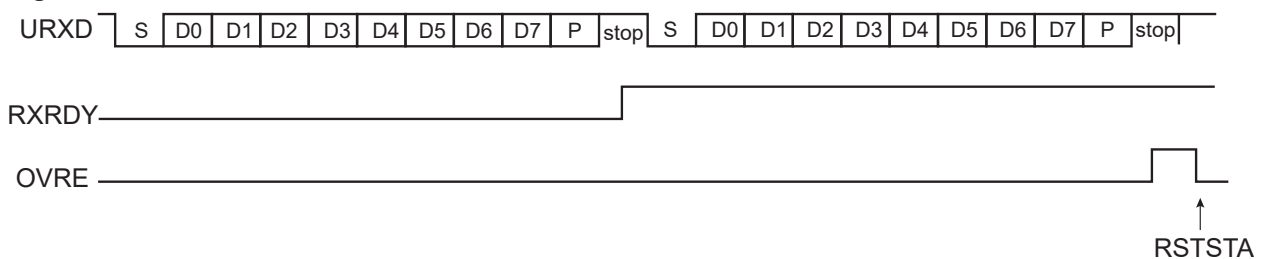 URXD S D0 D1 D2 D3 D4 D5 D6 D7 P stop S D0 D1 D2 D3 D4 D5 D6 D7 P stop
RXRDY
OVRE
RSTSTA